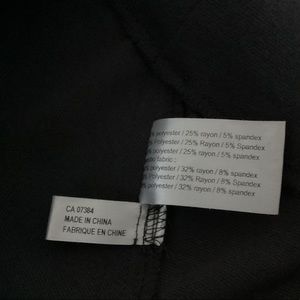 % polyester / 25% rayon / 5% spandex
% Polyester / 25% Rayon / 5% Spandex
% polyester / 25% rayon / 5% spandex
fabric :
% polyester / 32% rayon / 8% spandex
% Polyester / 32% Rayon / 8% Spandex
% polyester / 32% rayon / 8% spandex
CA 07384
MADE IN CHINA
FABRIQUÉ EN CHINE